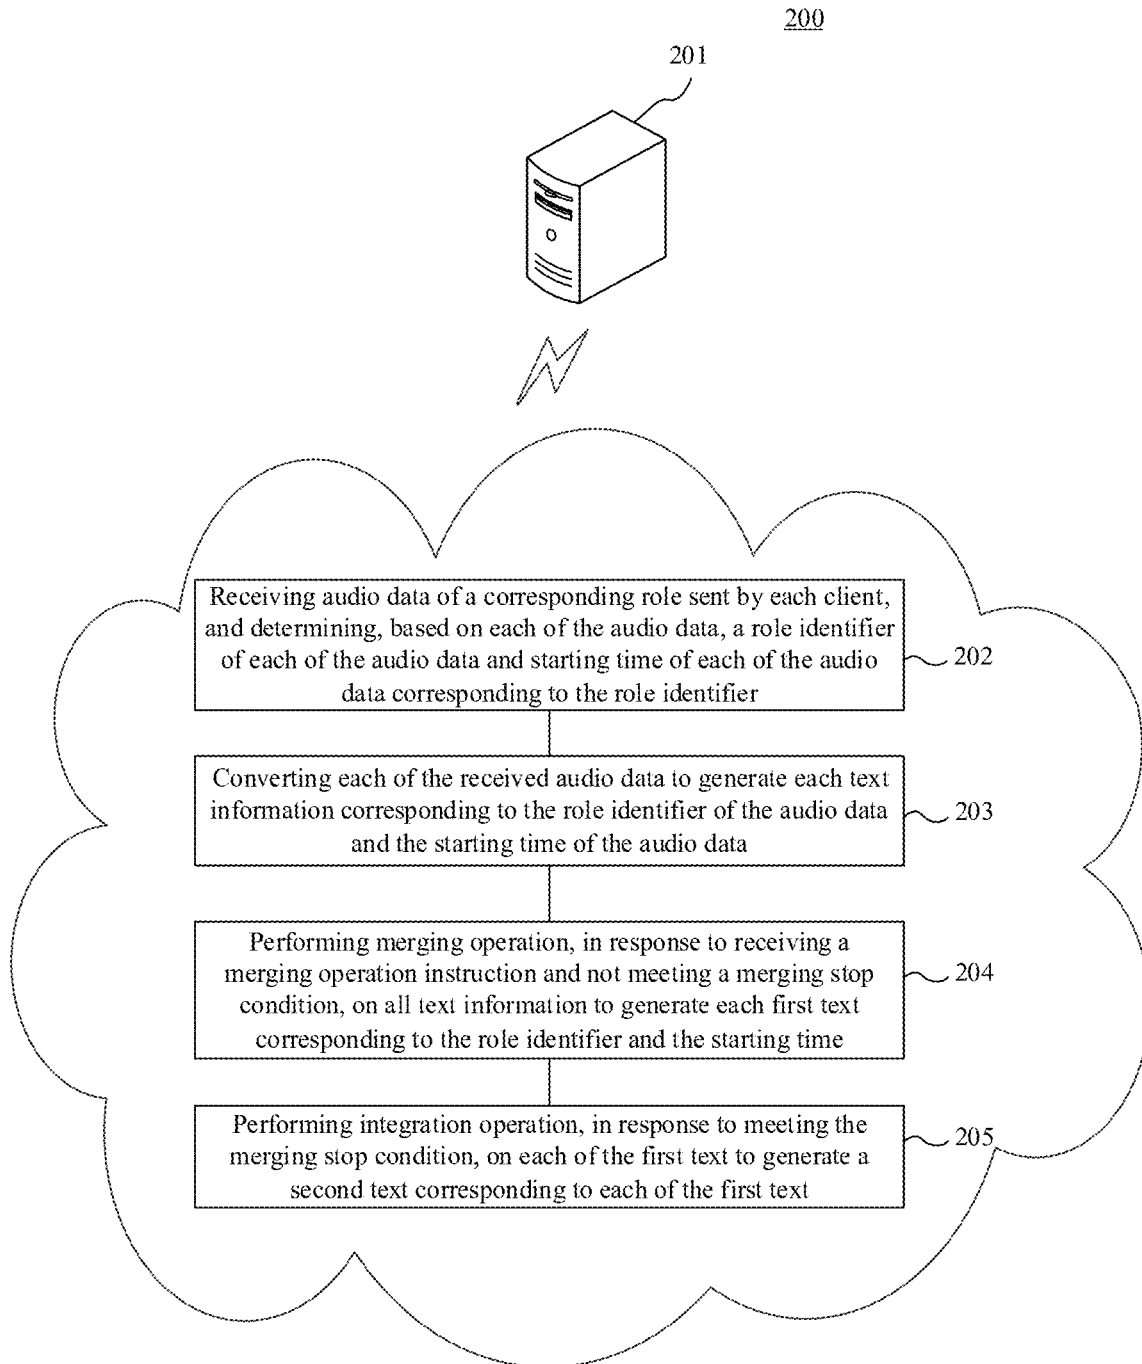 200
201
Receiving audio data of a corresponding role sent by each client,
and determining, based on each of the audio data, a role identifier
of each of the audio data and starting time of each of the audio
data corresponding to the role identifier
202
Converting each of the received audio data to generate each text
information corresponding to the role identifier of the audio data
and the starting time of the audio data
203
Performing merging operation, in response to receiving a
merging operation instruction and not meeting a merging stop
condition, on all text information to generate each first text
corresponding to the role identifier and the starting time
204
Performing integration operation, in response to meeting the
merging stop condition, on each of the first text to generate a
second text corresponding to each of the first text
205